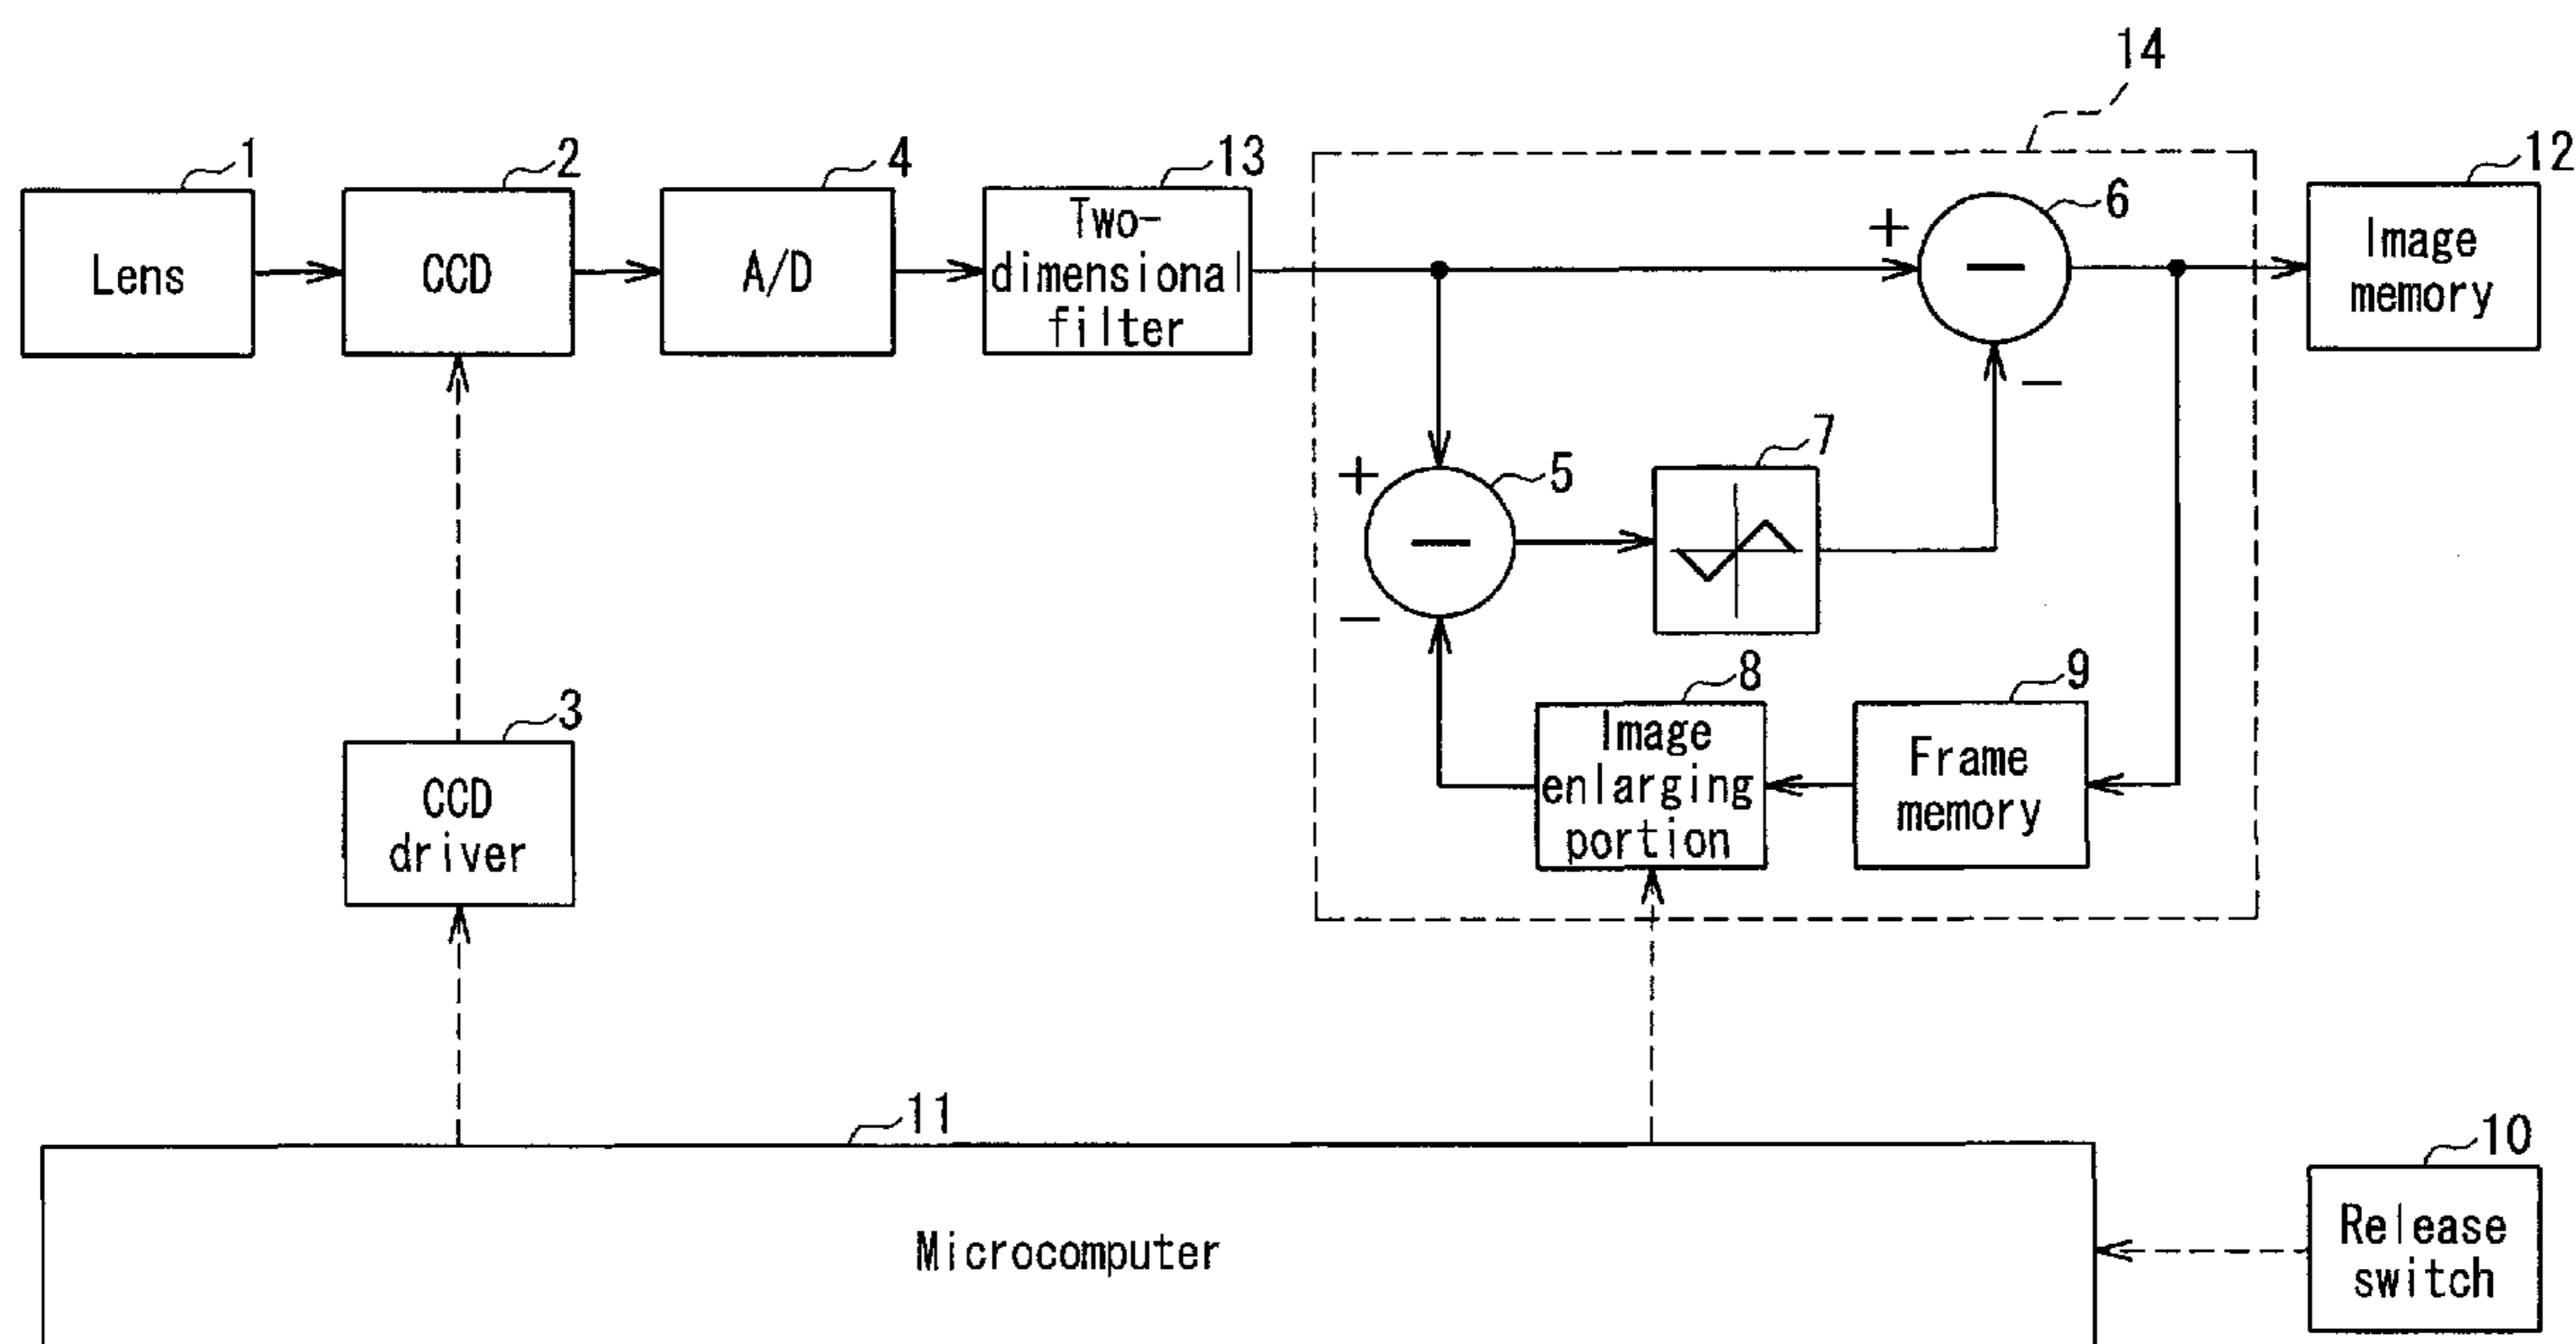 14
1
2
4
13
12
Lens
CCD
A/D
Two-
dimensional
filter
+
6
−
−
Image
memory
+
5
−
−
7
3
CCD
driver
8
Image
enlarging
portion
9
Frame
memory
11
Microcomputer
10
Release
switch